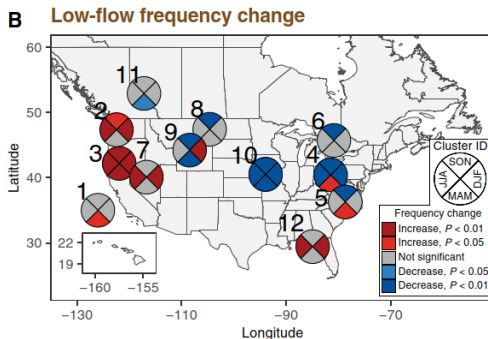 B Low-flow frequency change
60
50
40
30
Latitude
11
2
8
6
9
3
7
10
4
5
1
12
Cluster ID
SON
JJA
DJF
MAM
Frequency change
Increase, P < 0.01
Increase, P < 0.05
Not significant
Decrease, P < 0.05
Decrease, P < 0.01
22
19
−160 −155
−130 −110 −90 −70
Longitude